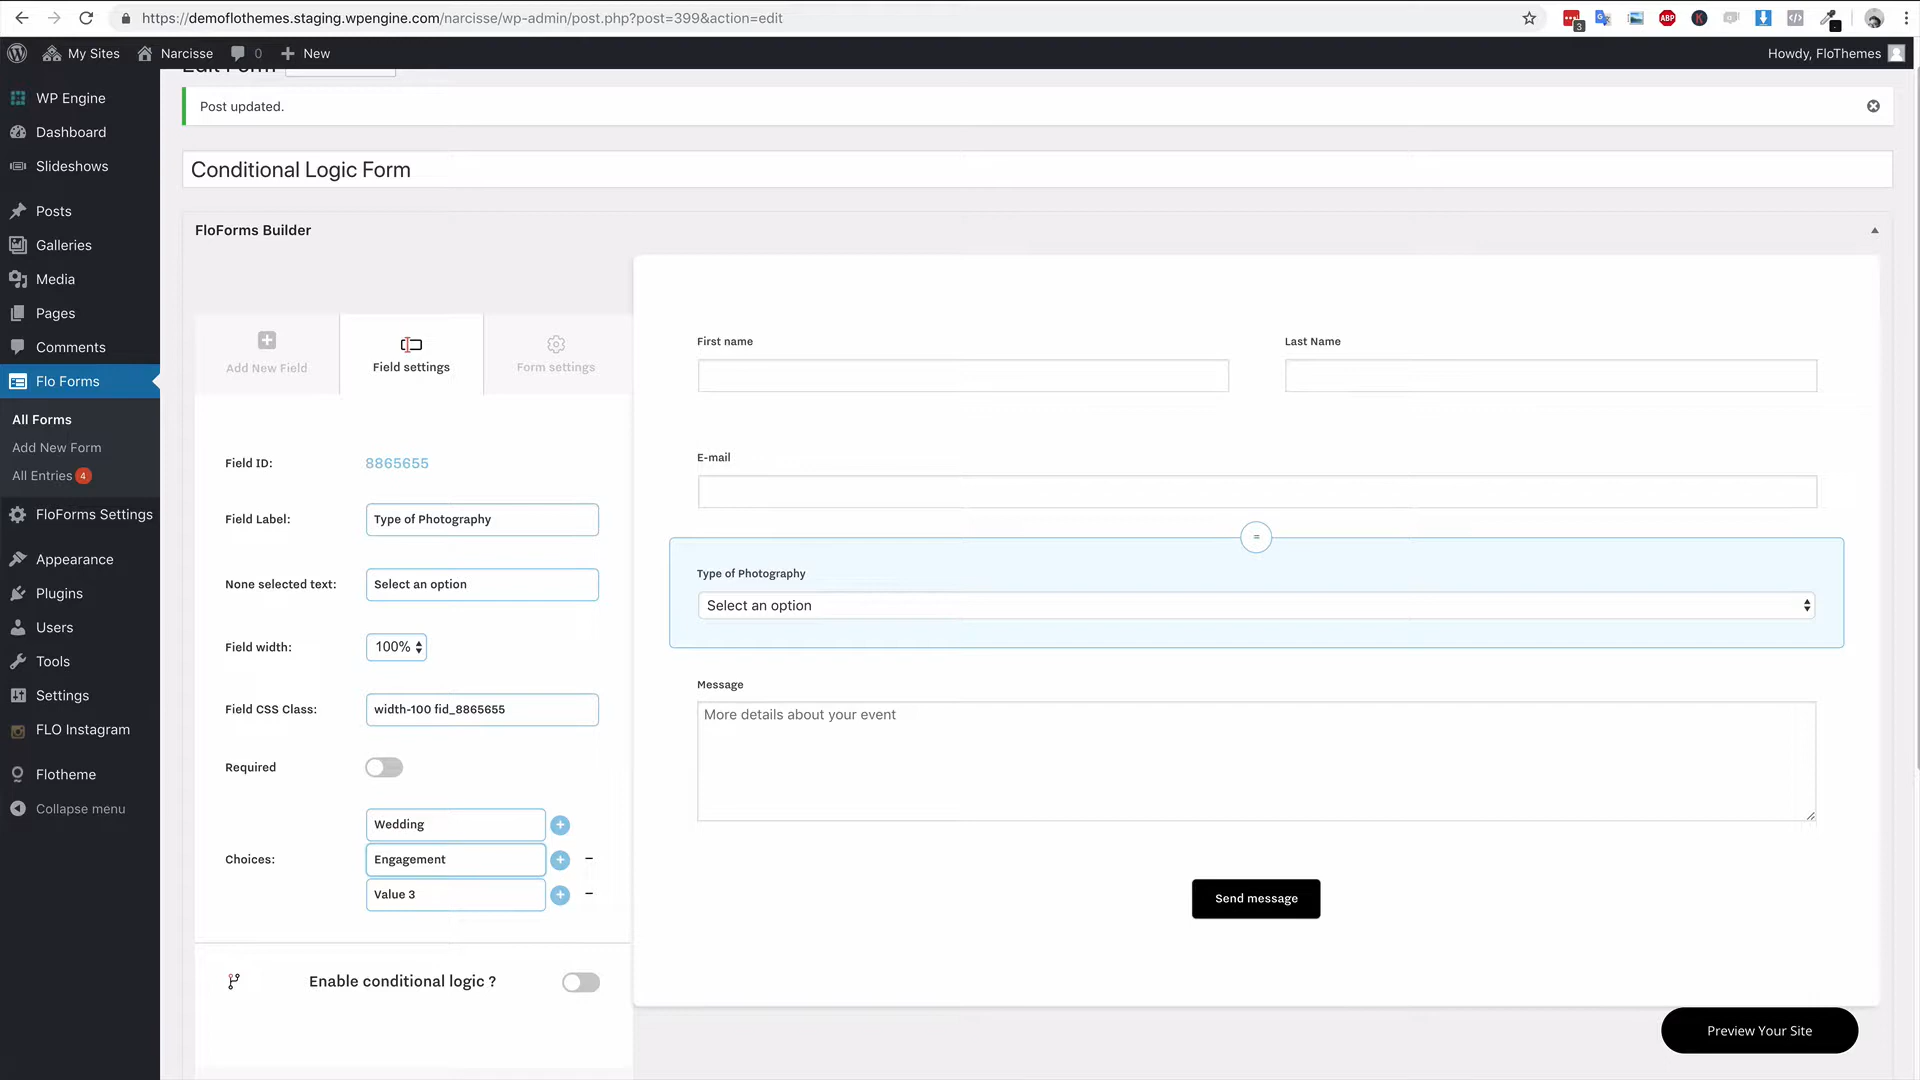 https://demoflothemes.staging.wpengine.com/narcisse/wp-admin/post.php?post=399&action=edit
ABP
K
3
My Sites
Narcisse
0
New
Howdy, FloThemes
WP Engine
Dashboard
Slideshows
Posts
Galleries
Media
Pages
Comments
Flo Forms
All Forms
Add New Form
All Entries 4
FloForms Settings
Appearance
Plugins
Users
Tools
Settings
FLO Instagram
Flotheme
Collapse menu
Edit Form
Post updated.
Conditional Logic Form
FloForms Builder
Add New Field
Field settings
Form settings
Field ID:
8865655
Field Label:
Type of Photography
None selected text:
Select an option
Field width:
100%
Field CSS Class:
width-100 fid_8865655
Required
Choices:
Wedding
Engagement
Value 3
Enable conditional logic ?
First name
Last Name
E-mail
=
Type of Photography
Select an option
Message
More details about your event
Send message
Preview Your Site